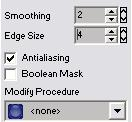 Smoothing 2
Edge Size 4
Antialiasing
Boolean Mask
Modify Procedure
<none>